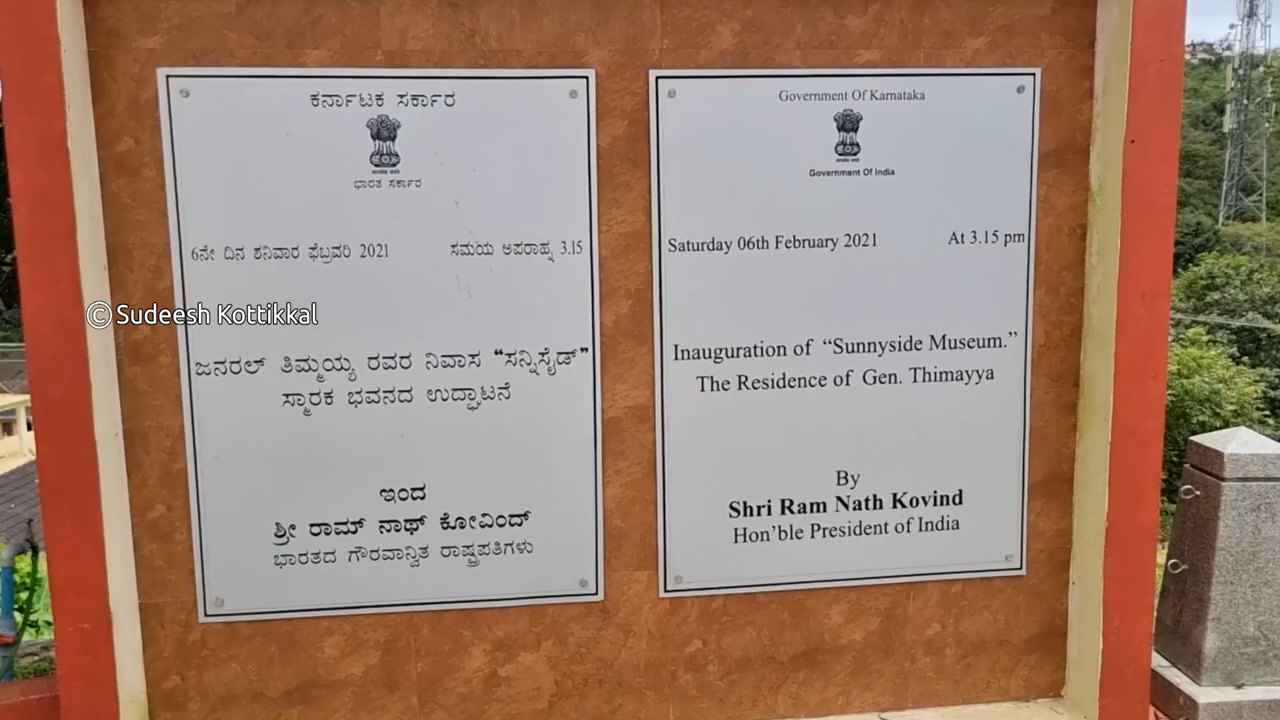 ಕರ್ನಾಟಕ ಸರ್ಕಾರ
ಭಾರತ ಸರ್ಕಾರ
6ನೇ ದಿನ ಶನಿವಾರ ಫೆಬ್ರವರಿ 2021 ಸಮಯ ಅಪರಾಹ್ನ 3.15
ಜನರಲ್ ತಿಮ್ಮಯ್ಯ ರವರ ನಿವಾಸ “ಸನ್ನಿಸೈಡ್”
ಸ್ಮಾರಕ ಭವನದ ಉದ್ಘಾಟನೆ
ಇಂದ
ಶ್ರೀ ರಾಮ್ ನಾಥ್ ಕೋವಿಂದ್
ಭಾರತದ ಗೌರವಾನ್ವಿತ ರಾಷ್ಟ್ರಪತಿಗಳು
Government Of Karnataka
Government Of India
Saturday 06th February 2021 At 3.15 pm
Inauguration of “Sunnyside Museum.”
The Residence of Gen. Thimayya
By
Shri Ram Nath Kovind
Hon’ble President of India
©Sudeesh Kottikkal